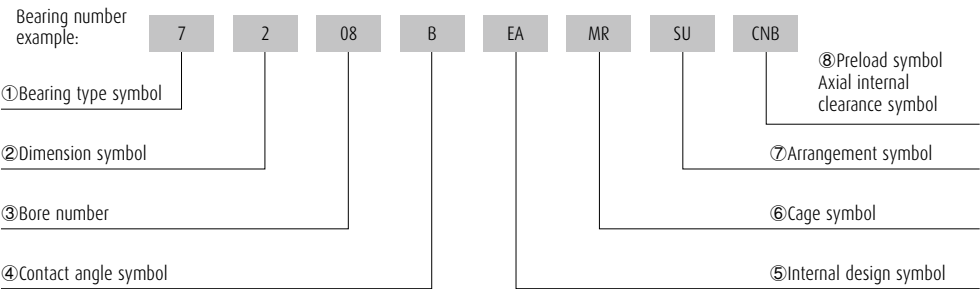 Bearing number
example:
7 2 08 B EA MR SU CNB
⑧Preload symbol
Axial internal
clearance symbol
①Bearing type symbol
②Dimension symbol
⑦Arrangement symbol
③Bore number
⑥Cage symbol
④Contact angle symbol
⑤Internal design symbol